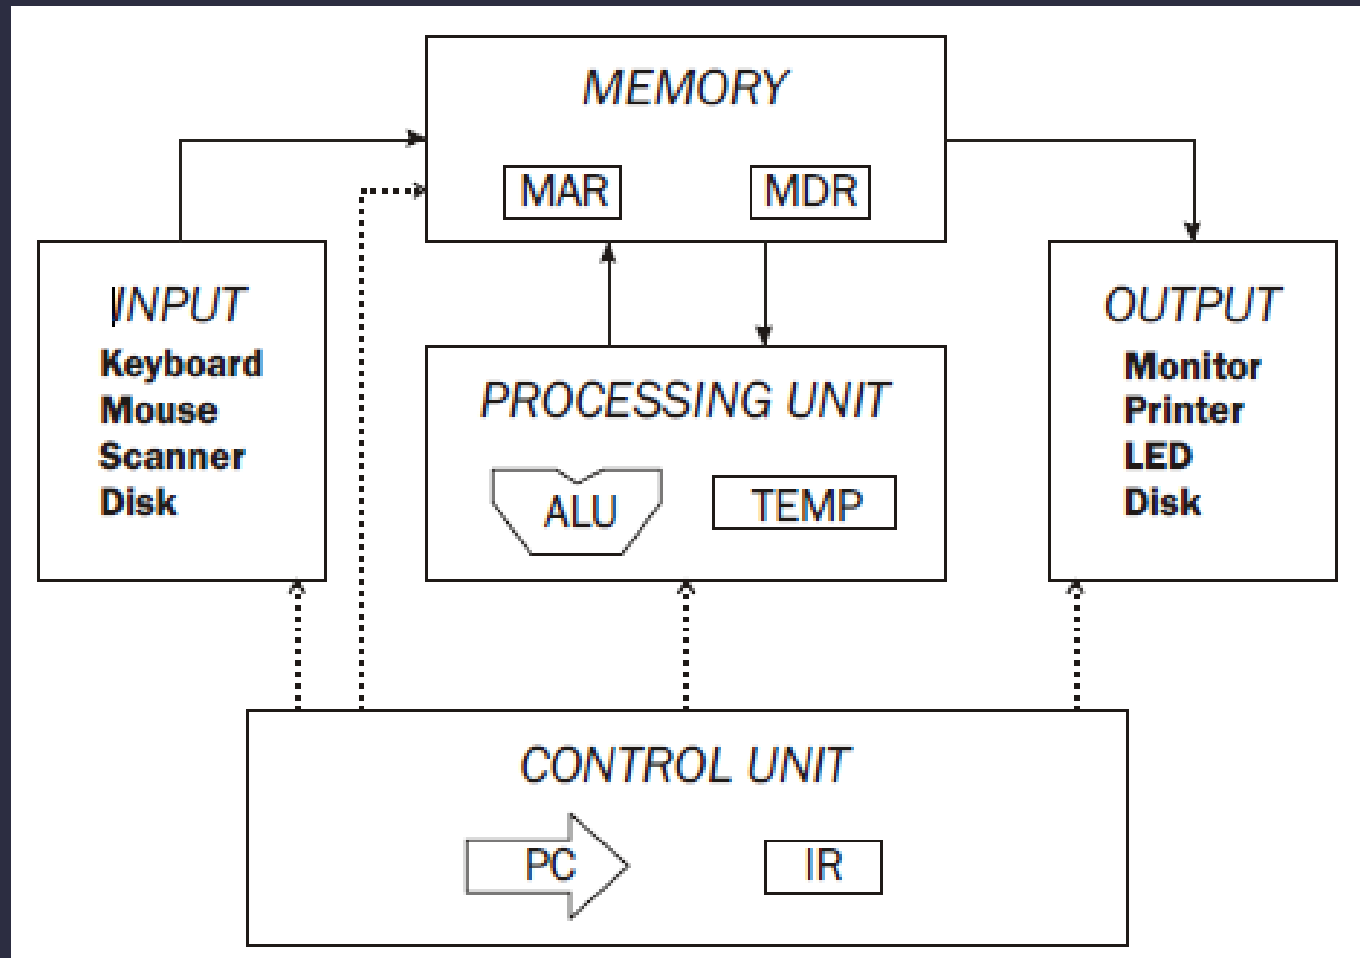 MEMORY
MAR
MDR
INPUT
Keyboard
Mouse
Scanner
Disk
PROCESSING UNIT
ALU
TEMP
OUTPUT
Monitor
Printer
LED
Disk
CONTROL UNIT
PC
IR